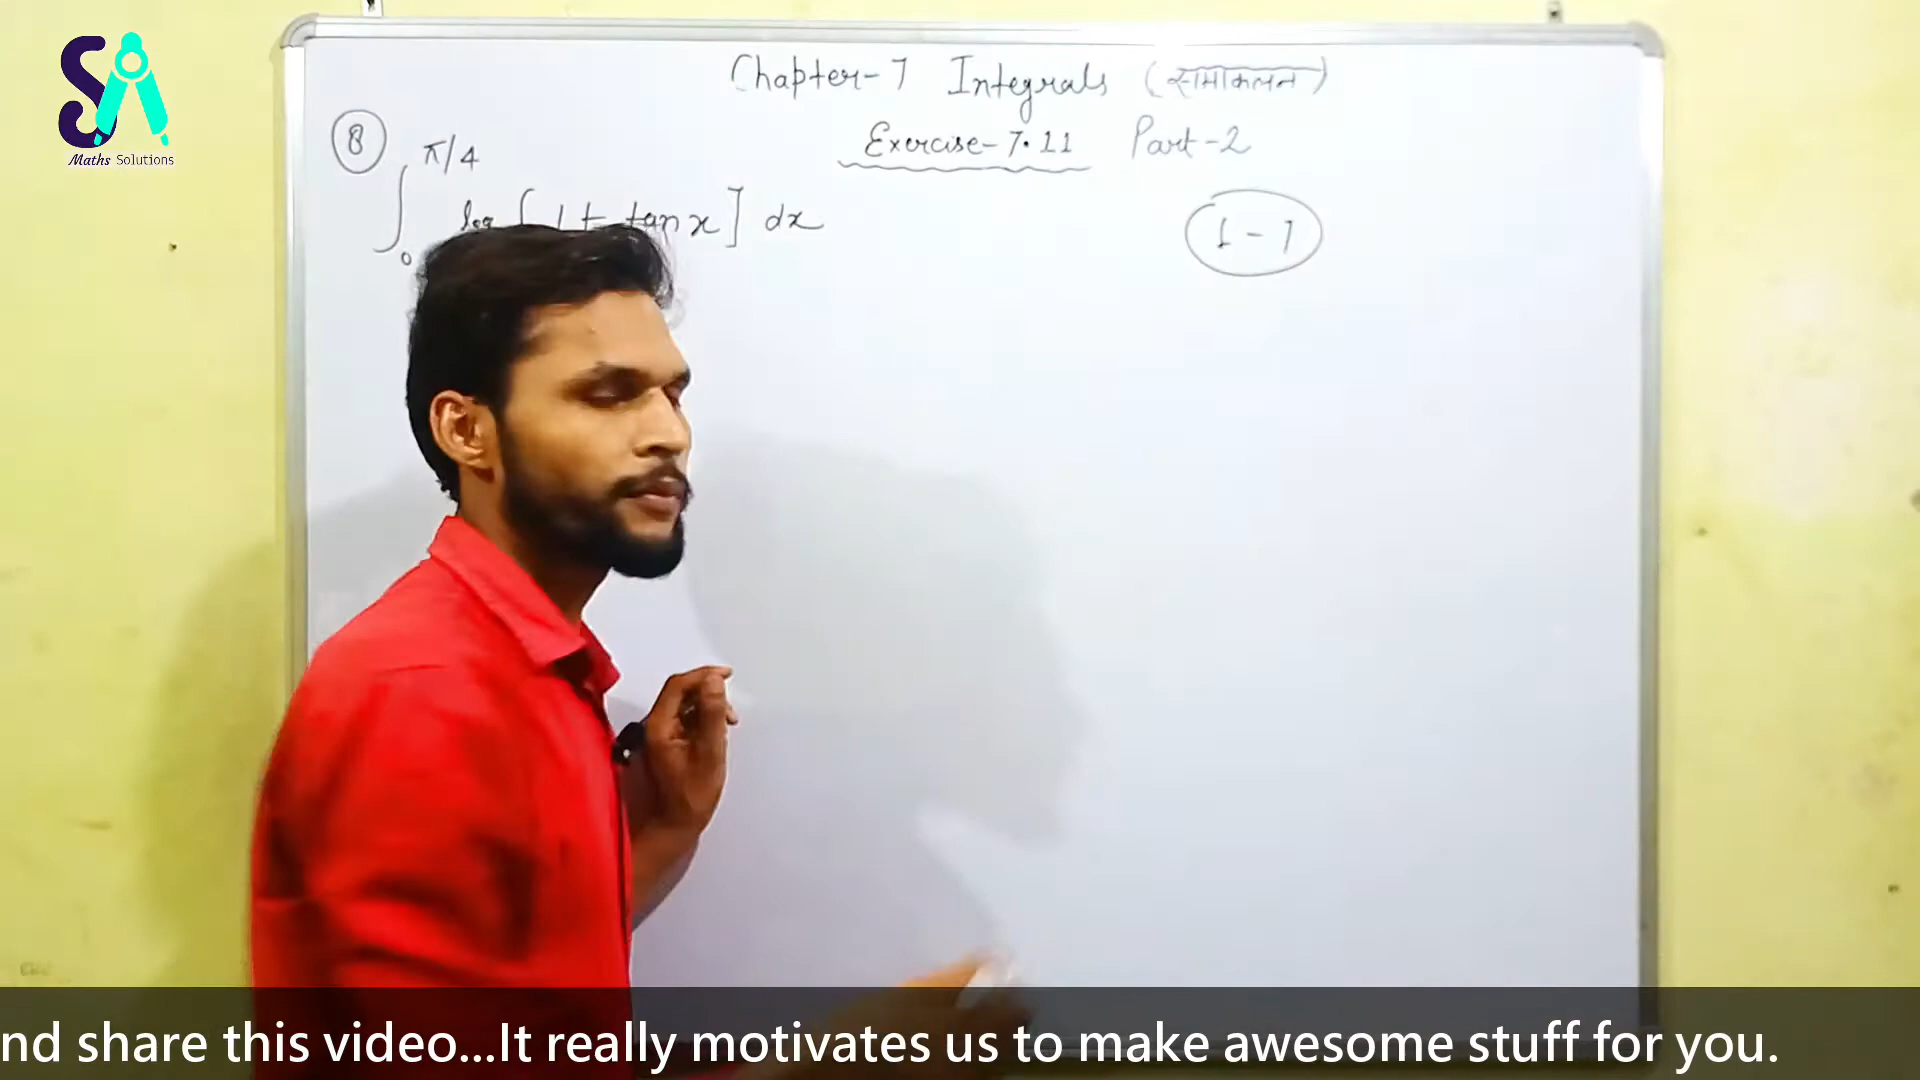 SA
Maths Solutions
Chapter-7 Integrals (समाकलन)
Exercise-7.11 Part-2
8
∫₀^π/4 log [1+ tan x] dx
1-7
nd share this video...It really motivates us to make awesome stuff for you.